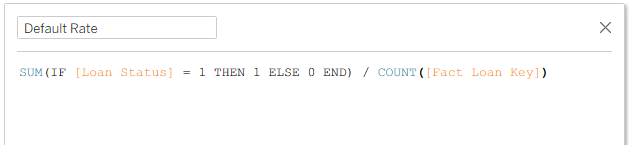 Default Rate
SUM(IF [Loan Status] = 1 THEN 1 ELSE 0 END) / COUNT([Fact Loan Key])